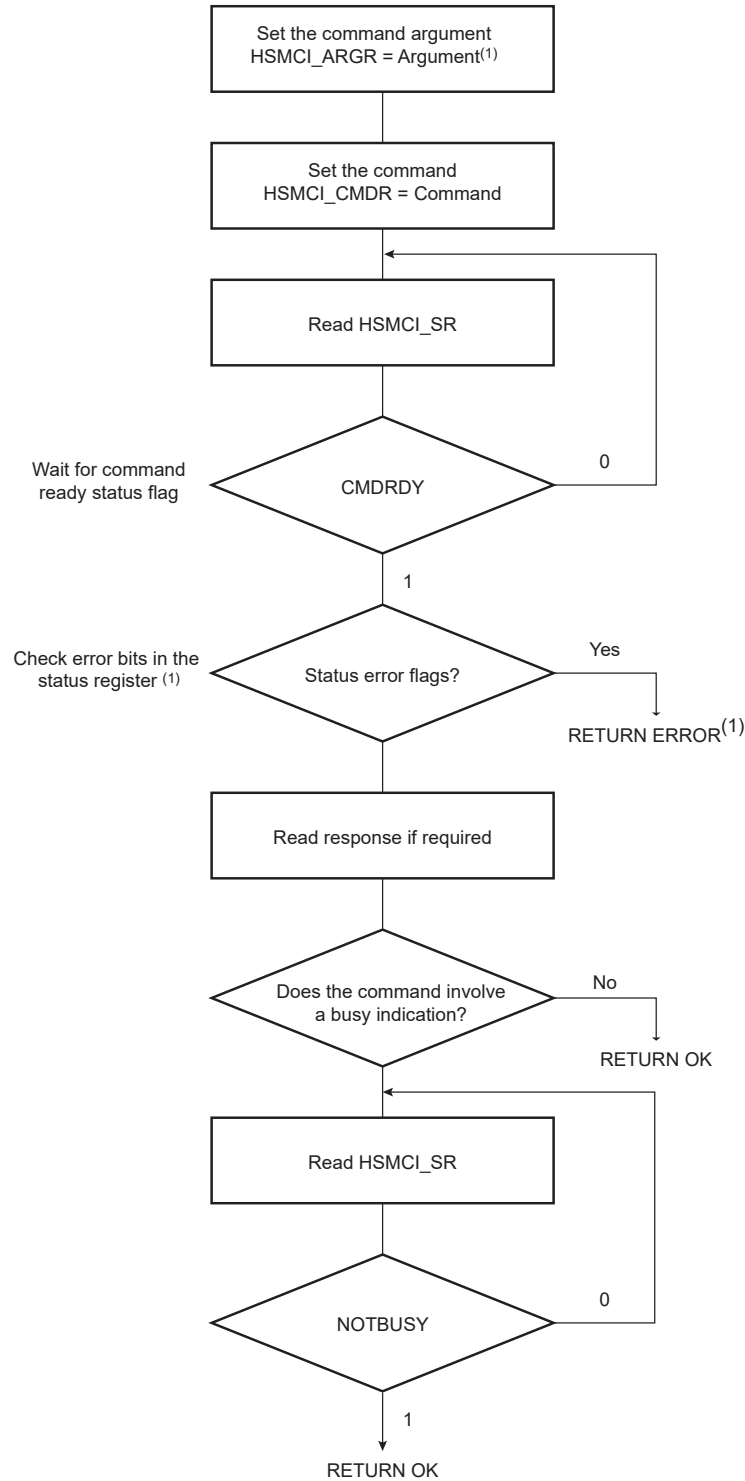 Set the command argument
HSMCI_ARGR = Argument(1)
Set the command
HSMCI_CMDR = Command
Read HSMCI_SR
Wait for command
ready status flag
CMDRDY
0
1
Check error bits in the
status register (1)
Status error flags?
Yes
RETURN ERROR(1)
Read response if required
Does the command involve
a busy indication?
No
RETURN OK
Read HSMCI_SR
NOTBUSY
0
1
RETURN OK